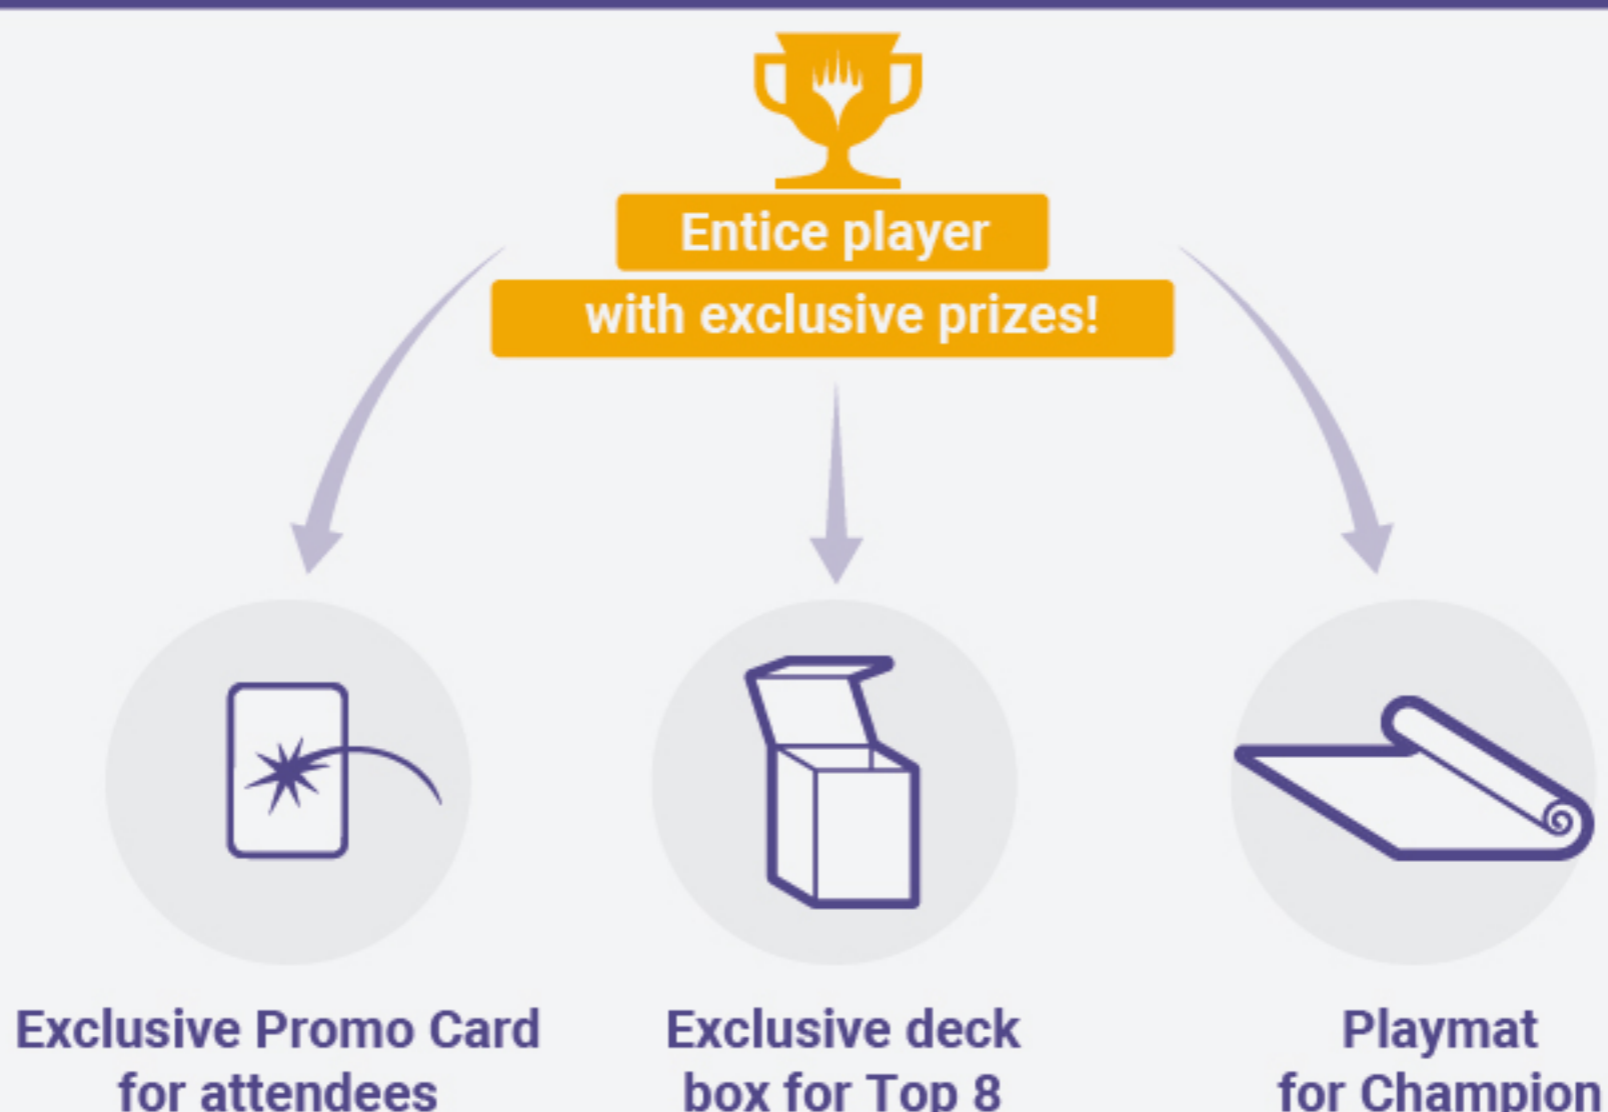 Entice player
with exclusive prizes!
Exclusive Promo Card
for attendees
Exclusive deck
box for Top 8
Playmat
for Champion